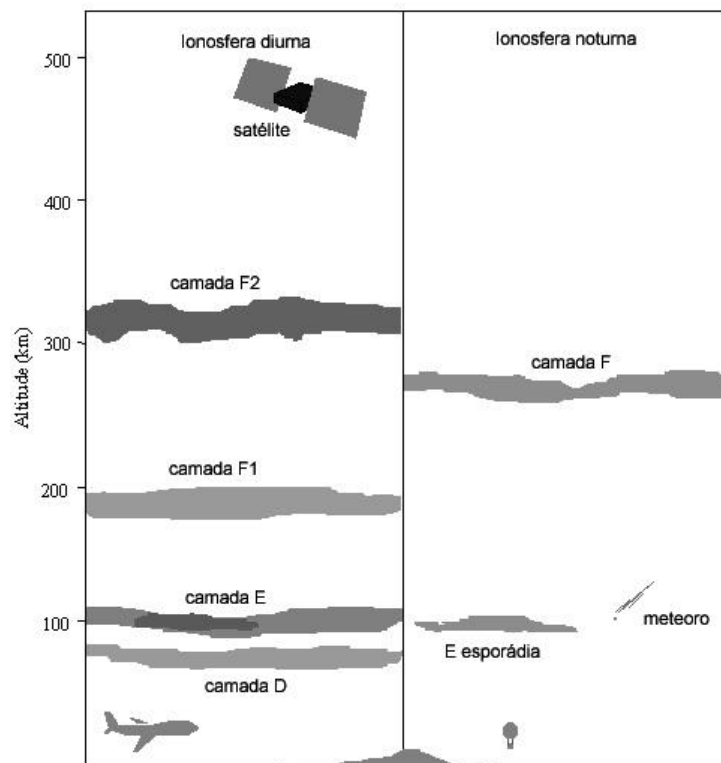 Ionosfera diurna
Ionosfera noturna
500
satélite
400
camada F2
300
camada F
Altitude (km)
camada F1
200
camada E
100
meteoro
E esporádia
camada D
0